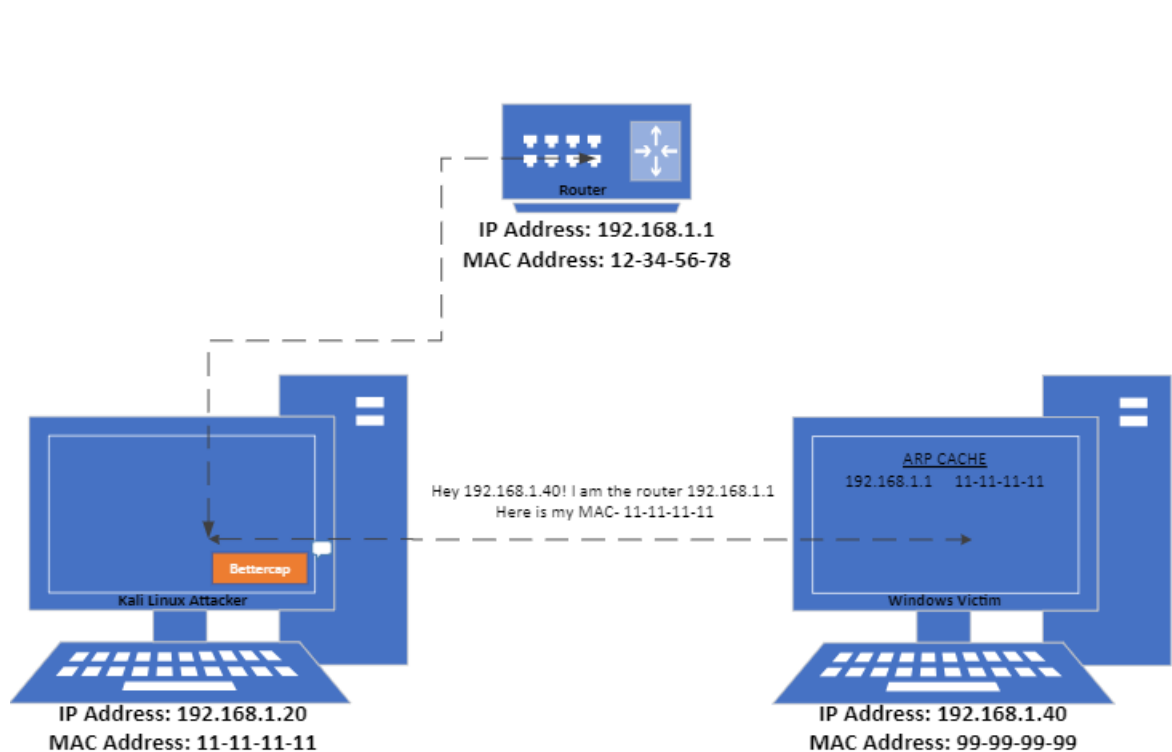 Router
IP Address: 192.168.1.1
MAC Address: 12-34-56-78
ARP CACHE
192.168.1.1 11-11-11-11
Hey 192.168.1.40! I am the router 192.168.1.1
Here is my MAC- 11-11-11-11
Bettercap
Kali Linux Attacker
Windows Victim
IP Address: 192.168.1.20
MAC Address: 11-11-11-11
IP Address: 192.168.1.40
MAC Address: 99-99-99-99